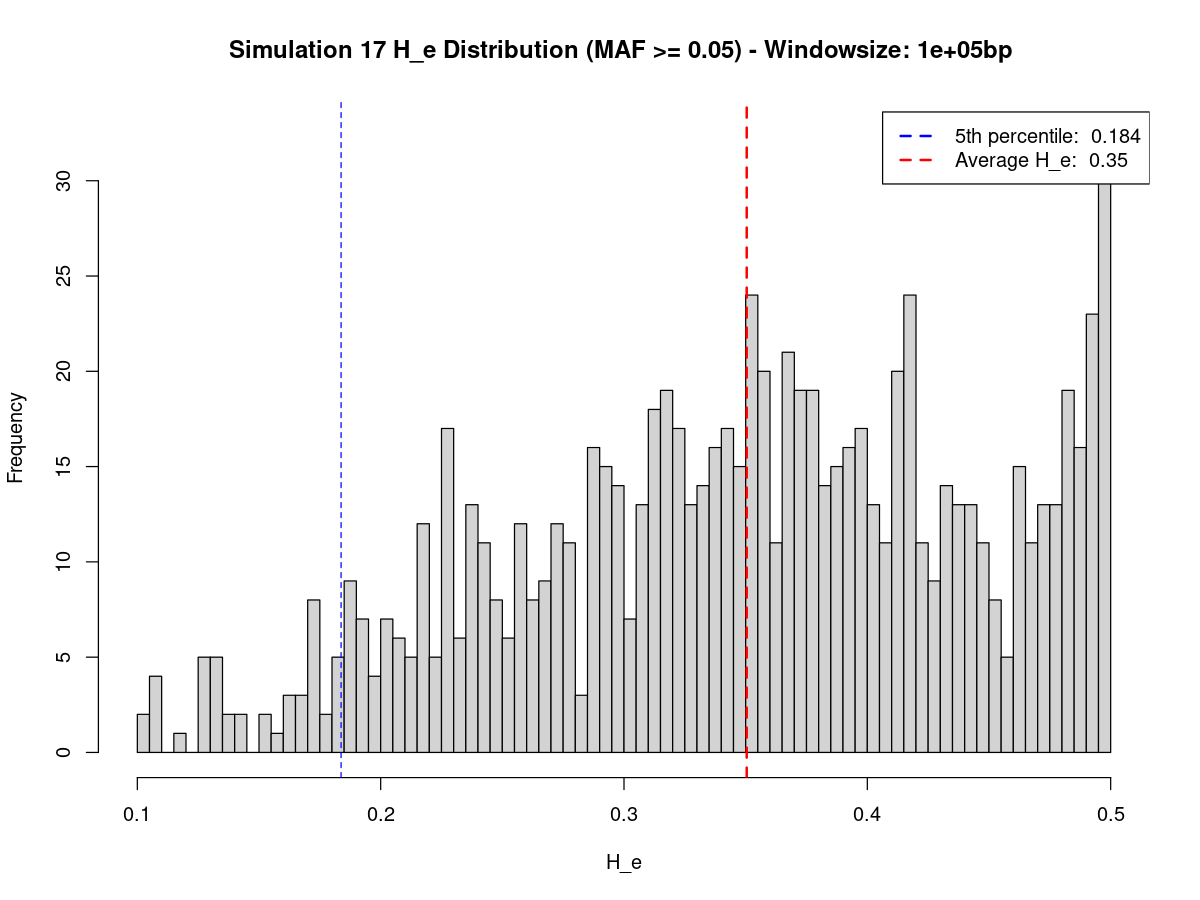 Simulation 17 H_e Distribution (MAF >= 0.05) - Windowsize: 1e+05bp
5th percentile:  0.184
Average H_e:  0.35
Frequency
30
25
20
15
10
5
0
0.1 0.2 0.3 0.4 0.5
H_e